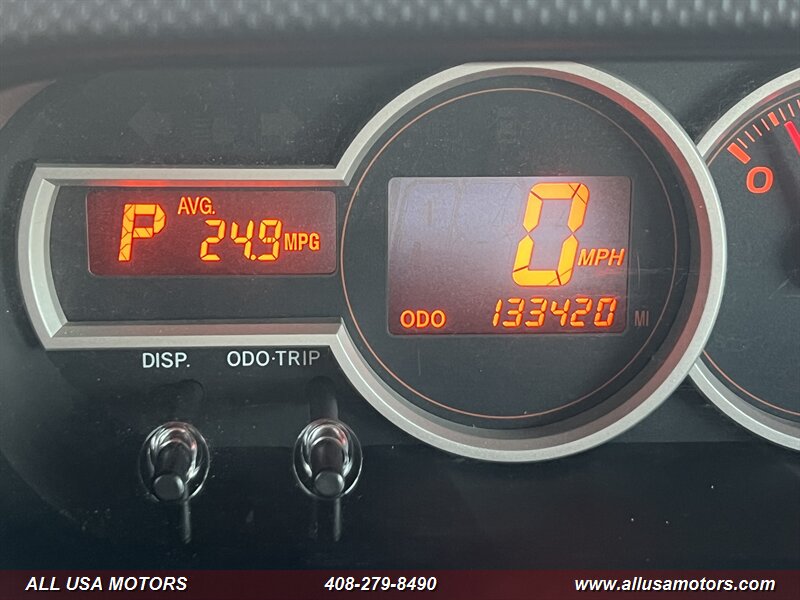 P AVG. 24.9 MPG
0 MPH
ODO 133420 MI
0
DISP. ODO·TRIP
ALL USA MOTORS 408-279-8490 www.allusamotors.com